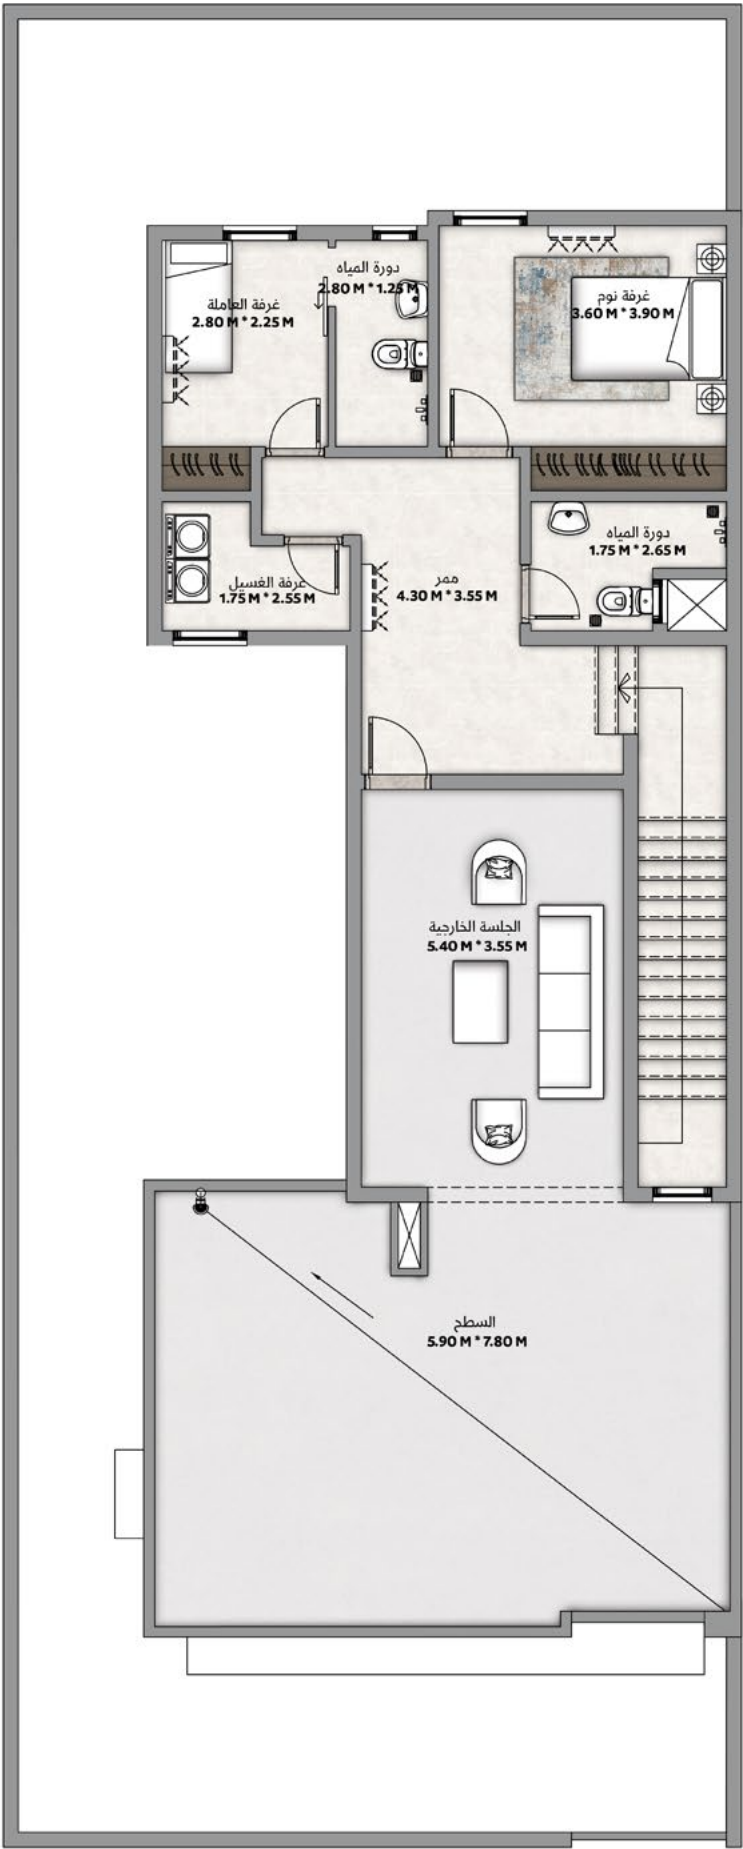 دورة المياه
2.80 M * 1.25 M
غرفة العاملة
2.80 M * 2.25 M
غرفة نوم
3.60 M * 3.90 M
دورة المياه
1.75 M * 2.65 M
غرفة الغسيل
1.75 M * 2.55 M
ممر
4.30 M * 3.55 M
الجلسة الخارجية
5.40 M * 3.55 M
السطح
5.90 M * 7.80 M